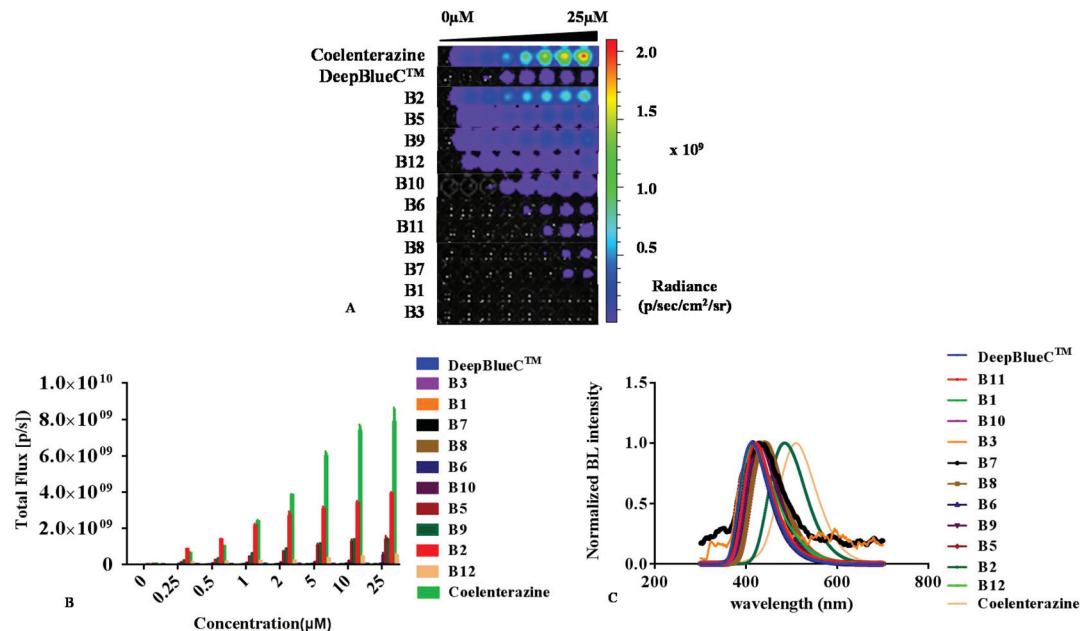 0μM 25μM
Coelenterazine
DeepBlueC™
B2
B5
B9
B12
B10
B6
B11
B8
B7
B1
B3
2.0
1.5
x 10⁹
1.0
0.5
Radiance
(p/sec/cm²/sr)
A
Total Flux [p/s])
1.0×10¹⁰
8.0×10⁰⁹
6.0×10⁰⁹
4.0×10⁰⁹
2.0×10⁰⁹
0
0 0.25 0.5 1 2 5 10 25
Concentration(μM)
B
DeepBlueC™
B3
B1
B7
B8
B6
B10
B5
B9
B2
B12
Coelenterazine
Normalized BL intensity
1.5
1.0
0.5
0.0
200 400 600 800
wavelength (nm)
C
DeepBlueC™
B11
B1
B10
B3
B7
B8
B6
B9
B5
B2
B12
Coelenterazine